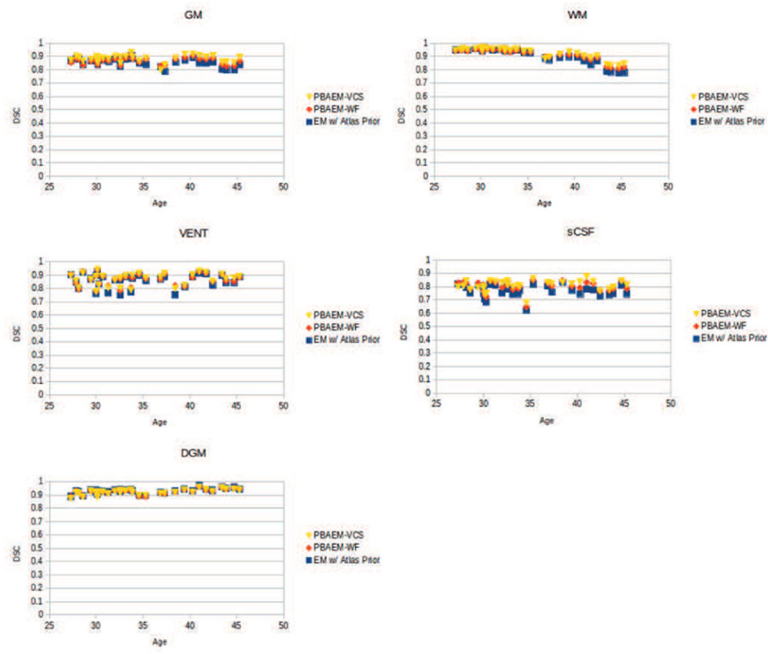 GM
1
0.9
0.8
0.7
0.6
0.5
0.4
0.3
0.2
0.1
0
DSC
25 30 35 40 45 50
Age
PBAEM-VCS
PBAEM-WF
EM w/ Atlas Prior
WM
1
0.9
0.8
0.7
0.6
0.5
0.4
0.3
0.2
0.1
0
DSC
25 30 35 40 45 50
Age
PBAEM-VCS
PBAEM-WF
EM w/ Atlas Prior
VENT
1
0.9
0.8
0.7
0.6
0.5
0.4
0.3
0.2
0.1
0
DSC
25 30 35 40 45 50
Age
PBAEM-VCS
PBAEM-WF
EM w/ Atlas Prior
sCSF
1
0.9
0.8
0.7
0.6
0.5
0.4
0.3
0.2
0.1
0
DSC
25 30 35 40 45 50
Age
PBAEM-VCS
PBAEM-WF
EM w/ Atlas Prior
DGM
1
0.9
0.8
0.7
0.6
0.5
0.4
0.3
0.2
0.1
0
DSC
25 30 35 40 45 50
Age
PBAEM-VCS
PBAEM-WF
EM w/ Atlas Prior